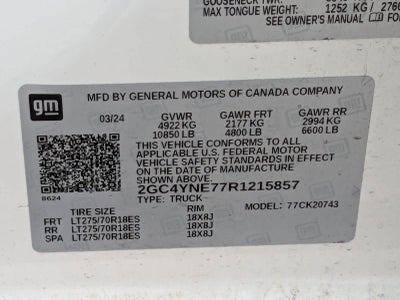 GOOSENECK TWR:
MAX TONGUE WEIGHT: 1252 KG/ 2760
SEE OWNER'S MANUAL
gm
MFD BY GENERAL MOTORS OF CANADA COMPANY
03/24 GVWR GAWR FRT GAWR RR
4922 KG 2177 KG 2994 KG
10850 LB 4800 LB 6600 LB
THIS VEHICLE CONFORMS TO ALL
APPLICABLE U.S. FEDERAL MOTOR
VEHICLE SAFETY STANDARDS IN EFFECT ON
THE DATE OF MANUFACTURE SHOWN ABOVE.
2GC4YNE77R1215857
8624 TYPE: TRUCK
TIRE SIZE RIM MODEL: 77CK20743
FRT LT275/70R18ES 18X8J
RR LT275/70R18ES 18X8J
SPA LT275/70R18ES 18X8J